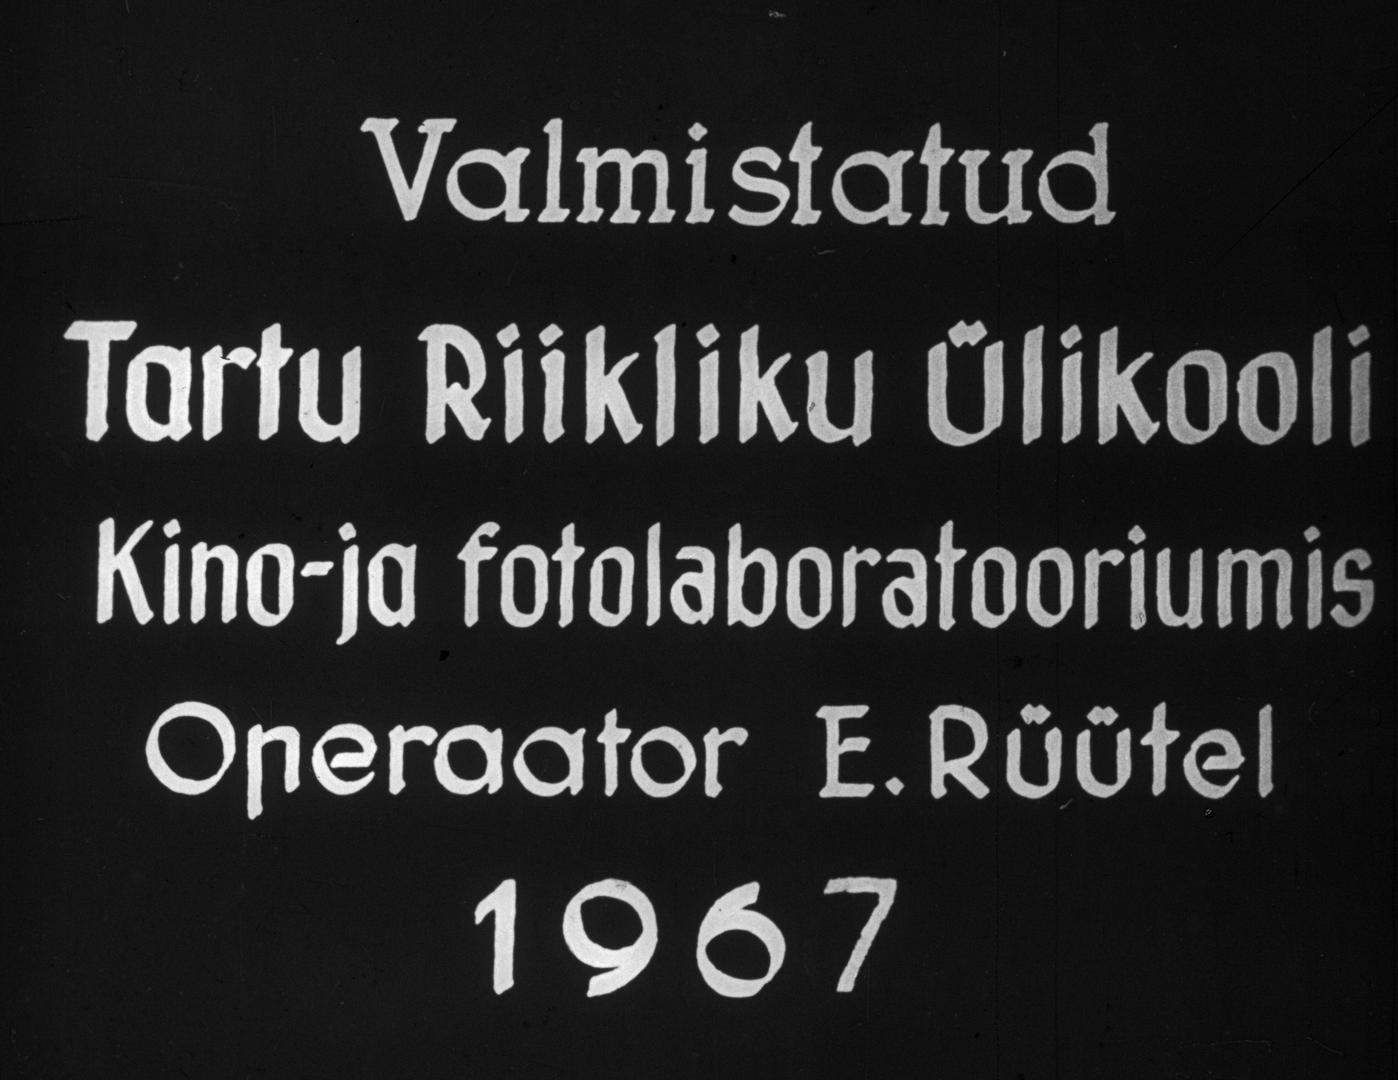 Valmistatud
Tartu Riikliku Ülikooli
Kino-ja fotolaboratooriumis
Operaator E. Rüütel
1967